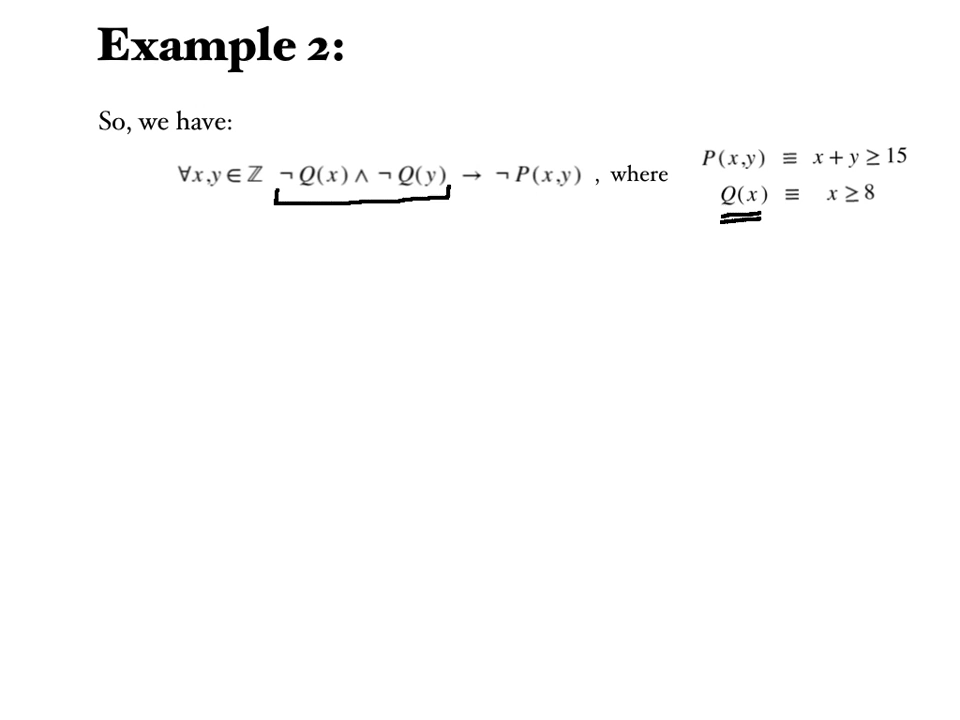 Example 2:
So, we have:
∀x,y ∈ ℤ ¬Q(x) ∧ ¬Q(y) → ¬P(x,y) , where
P(x,y) ≡ x + y ≥ 15
Q(x) ≡ x ≥ 8